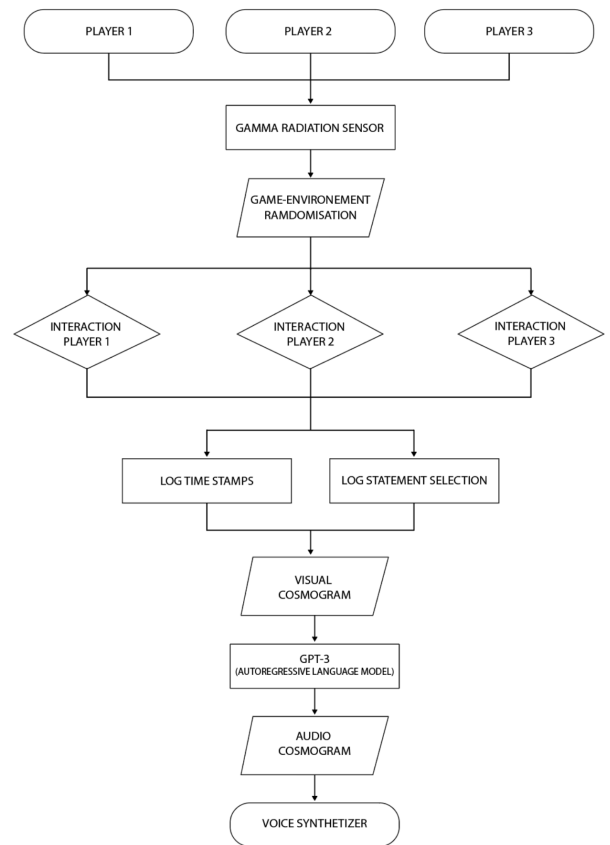 PLAYER 1
PLAYER 2
PLAYER 3
GAMMA RADIATION SENSOR
GAME-ENVIRONEMENT
RAMDOMISATION
INTERACTION
PLAYER 1
INTERACTION
PLAYER 2
INTERACTION
PLAYER 3
LOG TIME STAMPS
LOG STATEMENT SELECTION
VISUAL
COSMOGRAM
GPT-3
(AUTOREGRESSIVE LANGUAGE MODEL)
AUDIO
COSMOGRAM
VOICE SYNTHETIZER